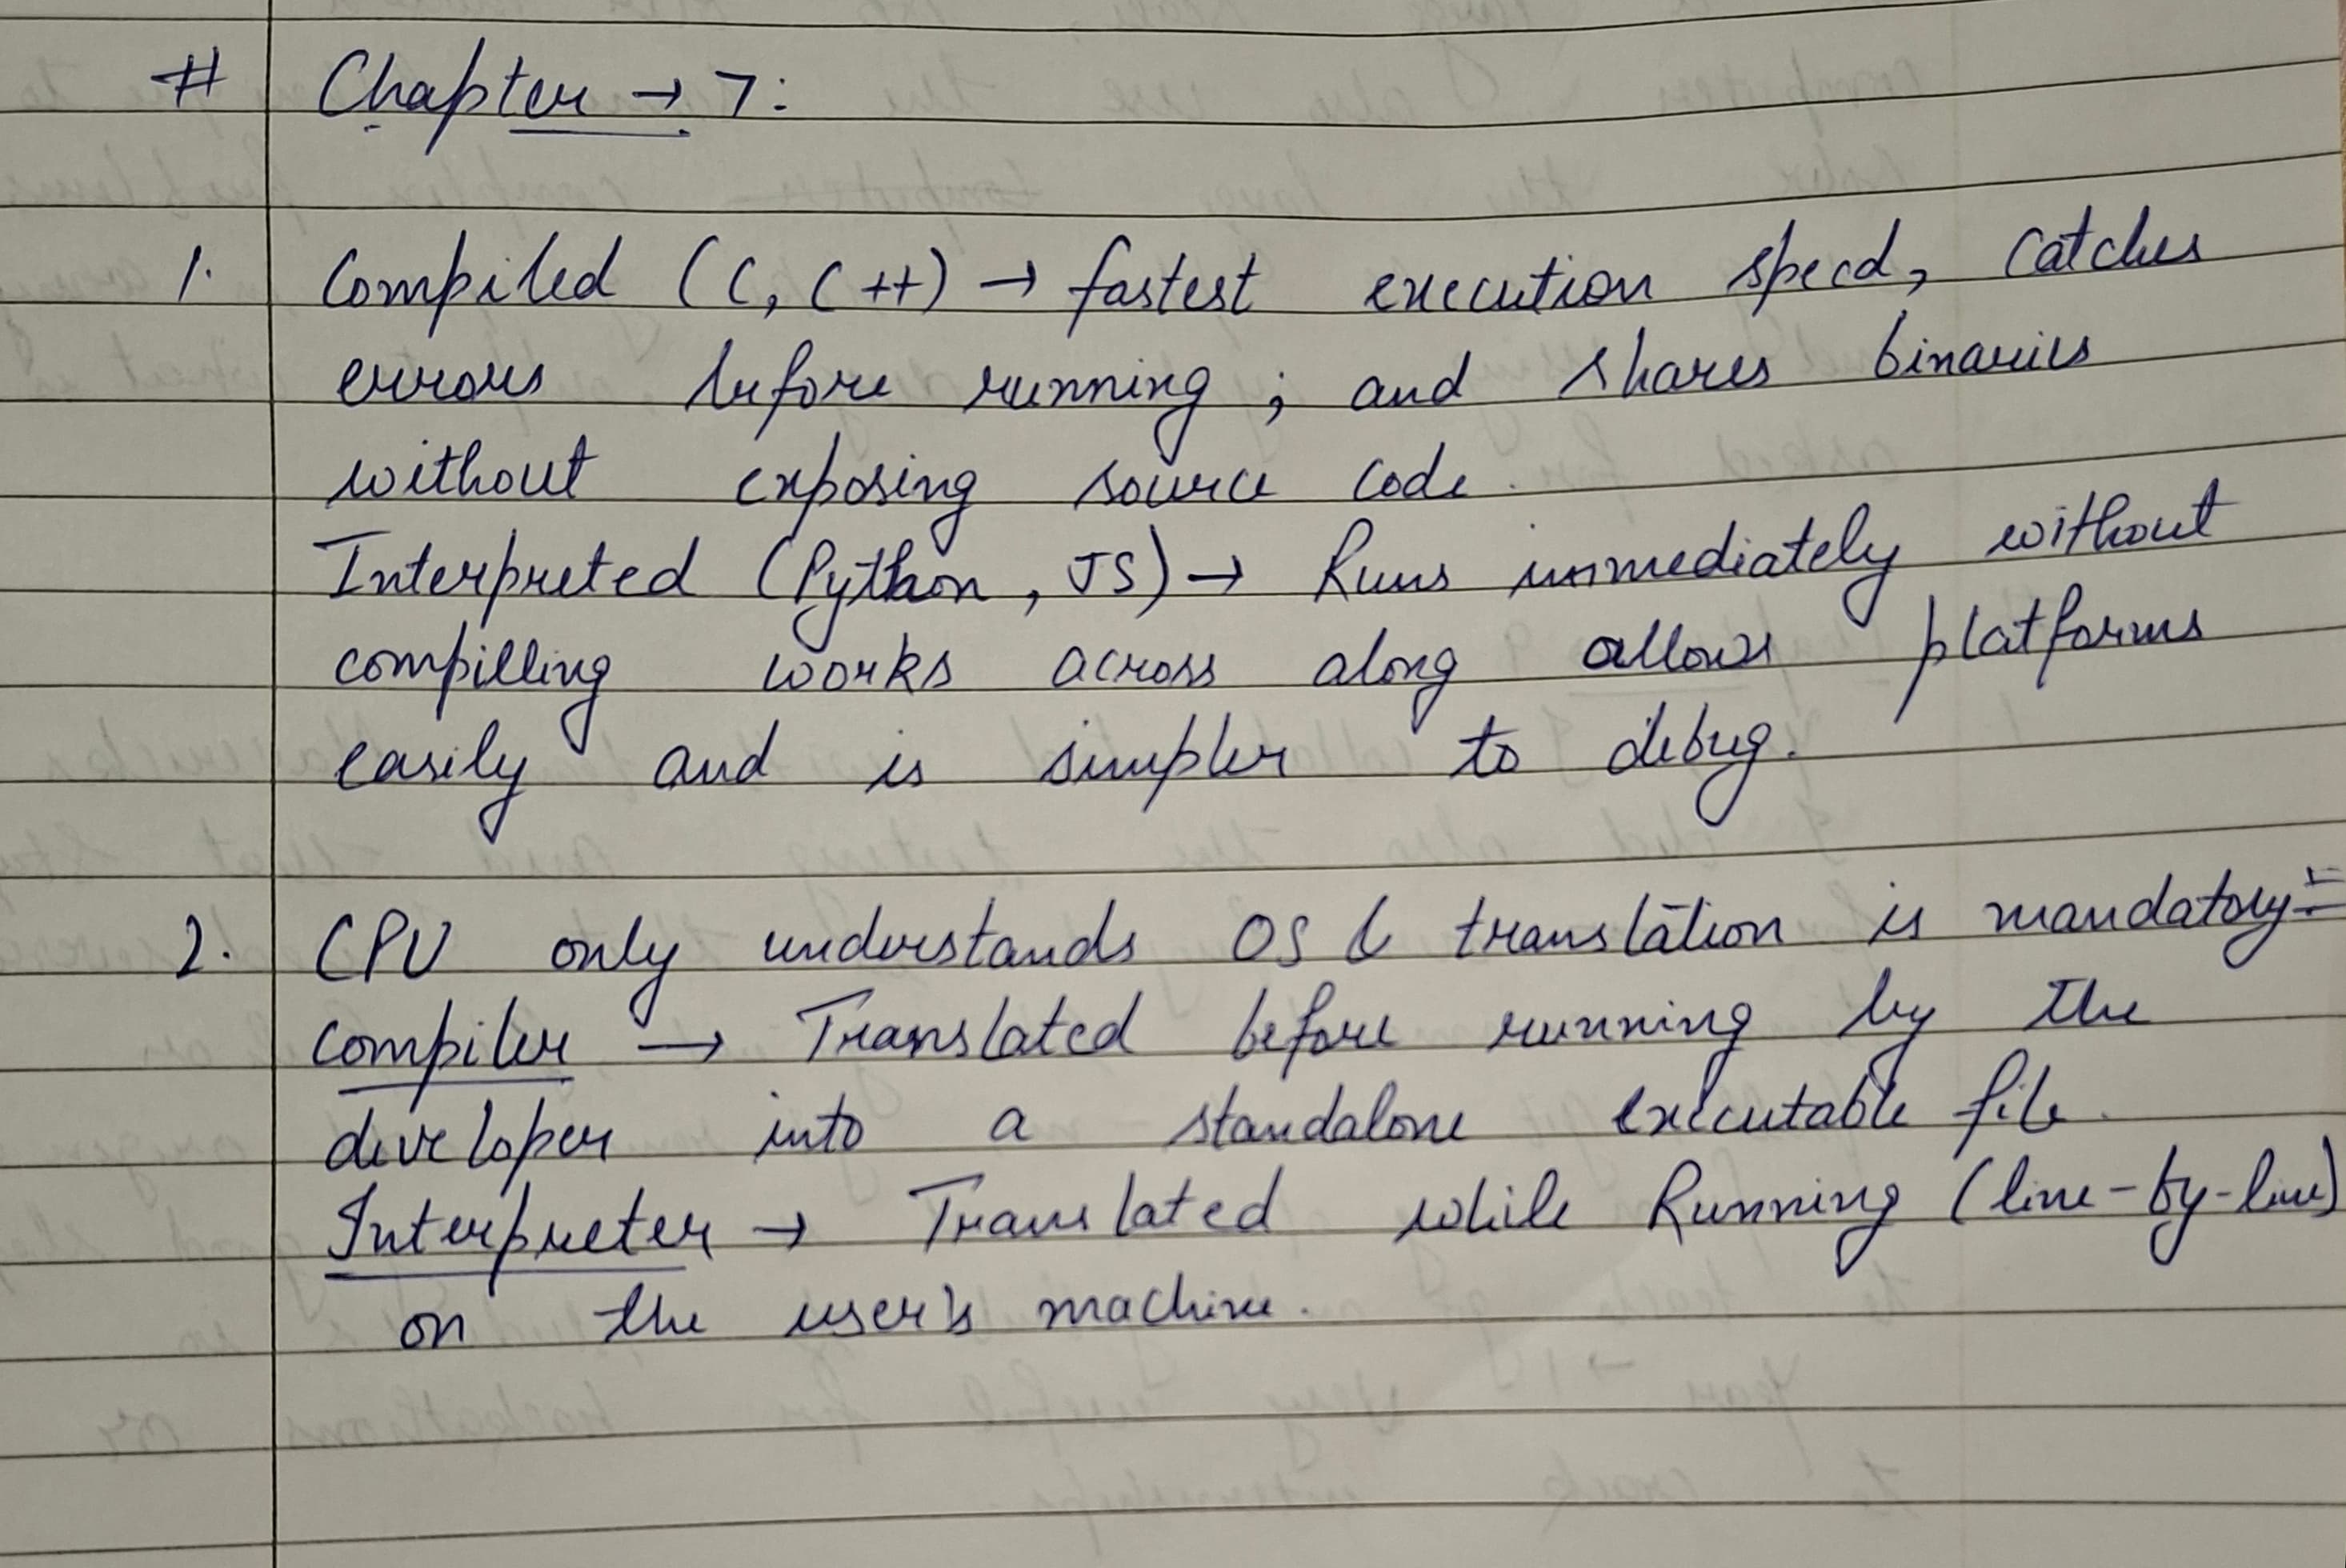 # Chapter → 7:
1. Compiled (C, C++) → fastest execution speed, catches
errors before running ; and shares binaries
without exposing source code.
Interpreted (Python, JS) → Runs immediately without
compilling works across along allows platforms
easily and is simpler to debug.
2. CPU only understands OS & translation is mandatory:-
compiler → Translated before running by the
developer into a standalone executable file.
Interpreter → Translated while Running (line-by-line)
on the user's machine.